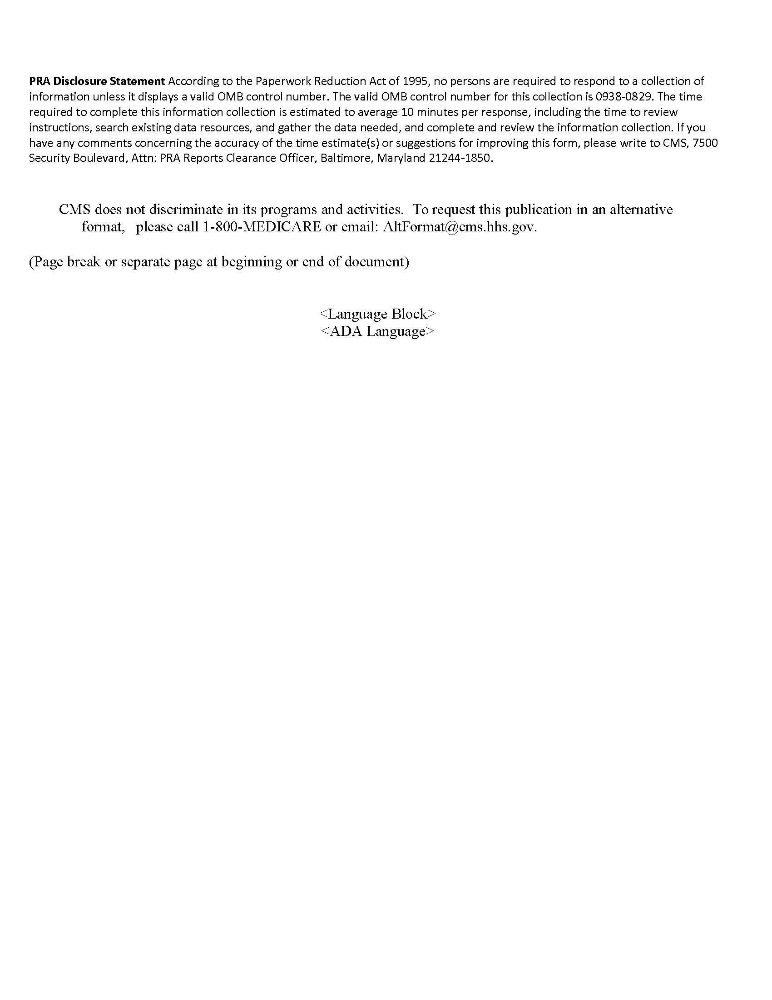 PRA Disclosure Statement According to the Paperwork Reduction Act of 1995, no persons are required to respond to a collection of
information unless it displays a valid OMB control number. The valid OMB control number for this collection is 0938-0829. The time
required to complete this information collection is estimated to average 10 minutes per response, including the time to review
instructions, search existing data resources, and gather the data needed, and complete and review the information collection. If you
have any comments concerning the accuracy of the time estimate(s) or suggestions for improving this form, please write to CMS, 7500
Security Boulevard, Attn: PRA Reports Clearance Officer, Baltimore, Maryland 21244-1850.
CMS does not discriminate in its programs and activities.  To request this publication in an alternative
format,   please call 1-800-MEDICARE or email: AltFormat@cms.hhs.gov.
(Page break or separate page at beginning or end of document)
<Language Block>
<ADA Language>